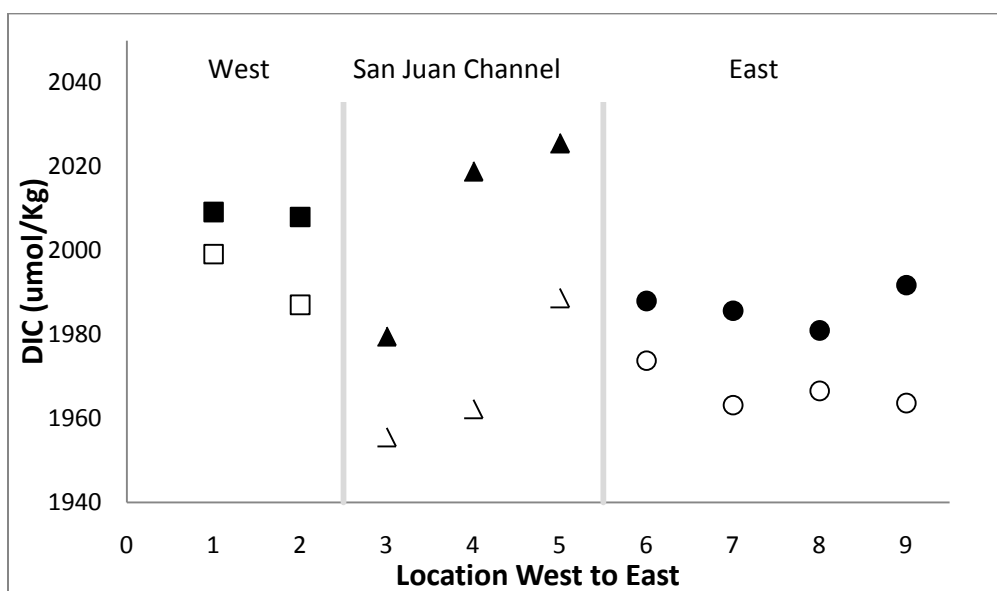 West San Juan Channel East
2040
2020
2000
1980
1960
1940
DIC (umol/Kg)
0 1 2 3 4 5 6 7 8 9
Location West to East